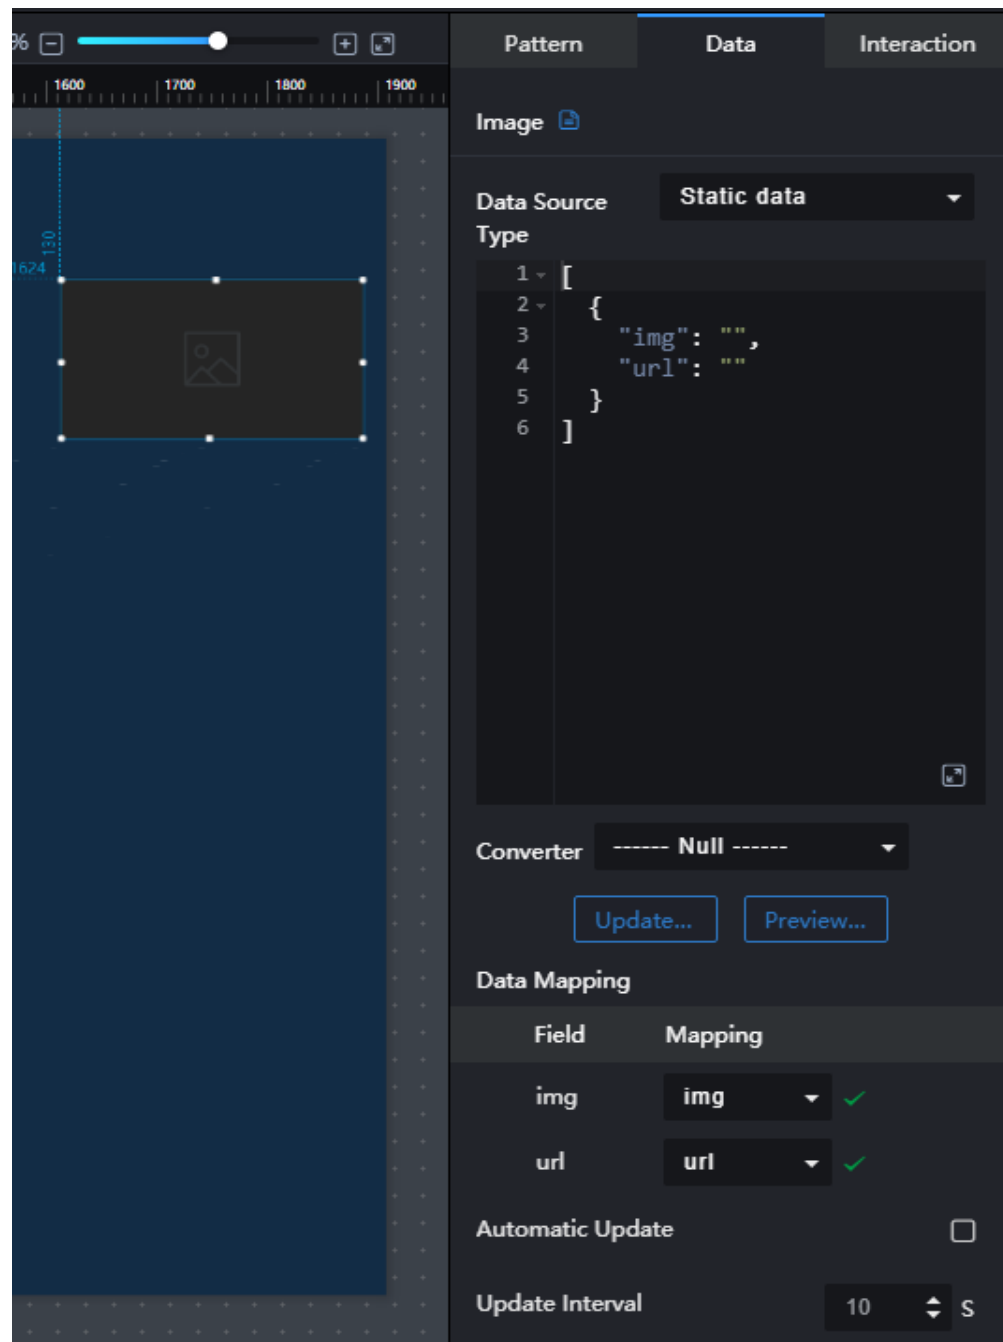 %
1600 1700 1800 1900
130
1624
Pattern Data Interaction
Image
Data Source Type Static data
1 [
2 {
3 "img": "",
4 "url": ""
5 }
6 ]
Converter ------ Null ------
Update... Preview...
Data Mapping
Field Mapping
img img
url url
Automatic Update
Update Interval 10 S